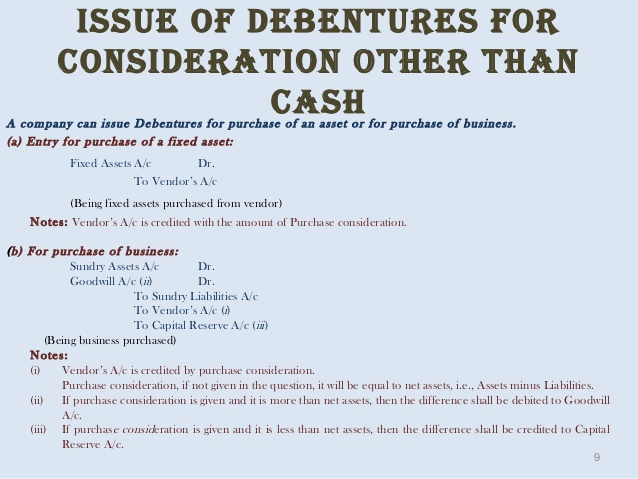 ISSUE OF DEBENTURES FOR
CONSIDERATION OTHER THAN
CASH
A company can issue Debentures for purchase of an asset or for purchase of business.
(a) Entry for purchase of a fixed asset:
Fixed Assets A/c Dr.
To Vendor's A/c
(Being fixed assets purchased from vendor)
Notes: Vendor's A/c is credited with the amount of Purchase consideration.
(b) For purchase of business:
Sundry Assets A/c Dr.
Goodwill A/c (ii) Dr.
To Sundry Liabilities A/c
To Vendor's A/c (i)
To Capital Reserve A/c (iii)
(Being business purchased)
Notes:
(i) Vendor's A/c is credited by purchase consideration.
Purchase consideration, if not given in the question, it will be equal to net assets, i.e., Assets minus Liabilities.
(ii) If purchase consideration is given and it is more than net assets, then the difference shall be debited to Goodwill
A/c.
(iii) If purchase consideration is given and it is less than net assets, then the difference shall be credited to Capital
Reserve A/c.
9